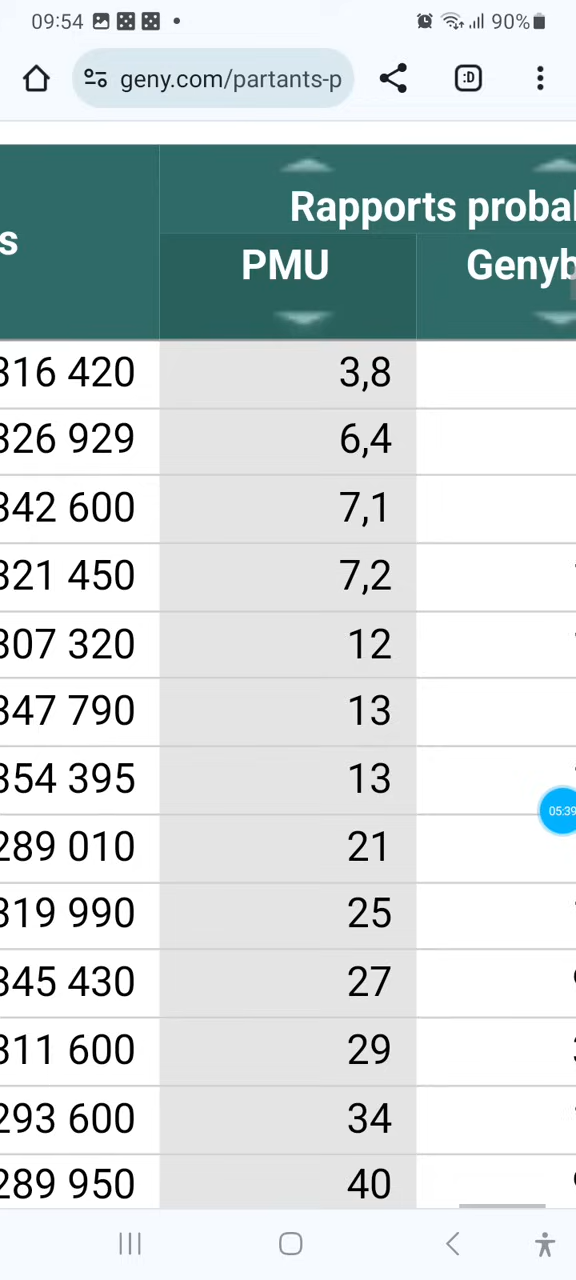 09:54 90%
geny.com/partants-p :D
Rapports probal
s PMU Genyb
316 420 3,8
326 929 6,4
342 600 7,1
321 450 7,2
307 320 12
347 790 13
354 395 13
289 010 21
319 990 25
345 430 27
311 600 29
293 600 34
289 950 40
05:39